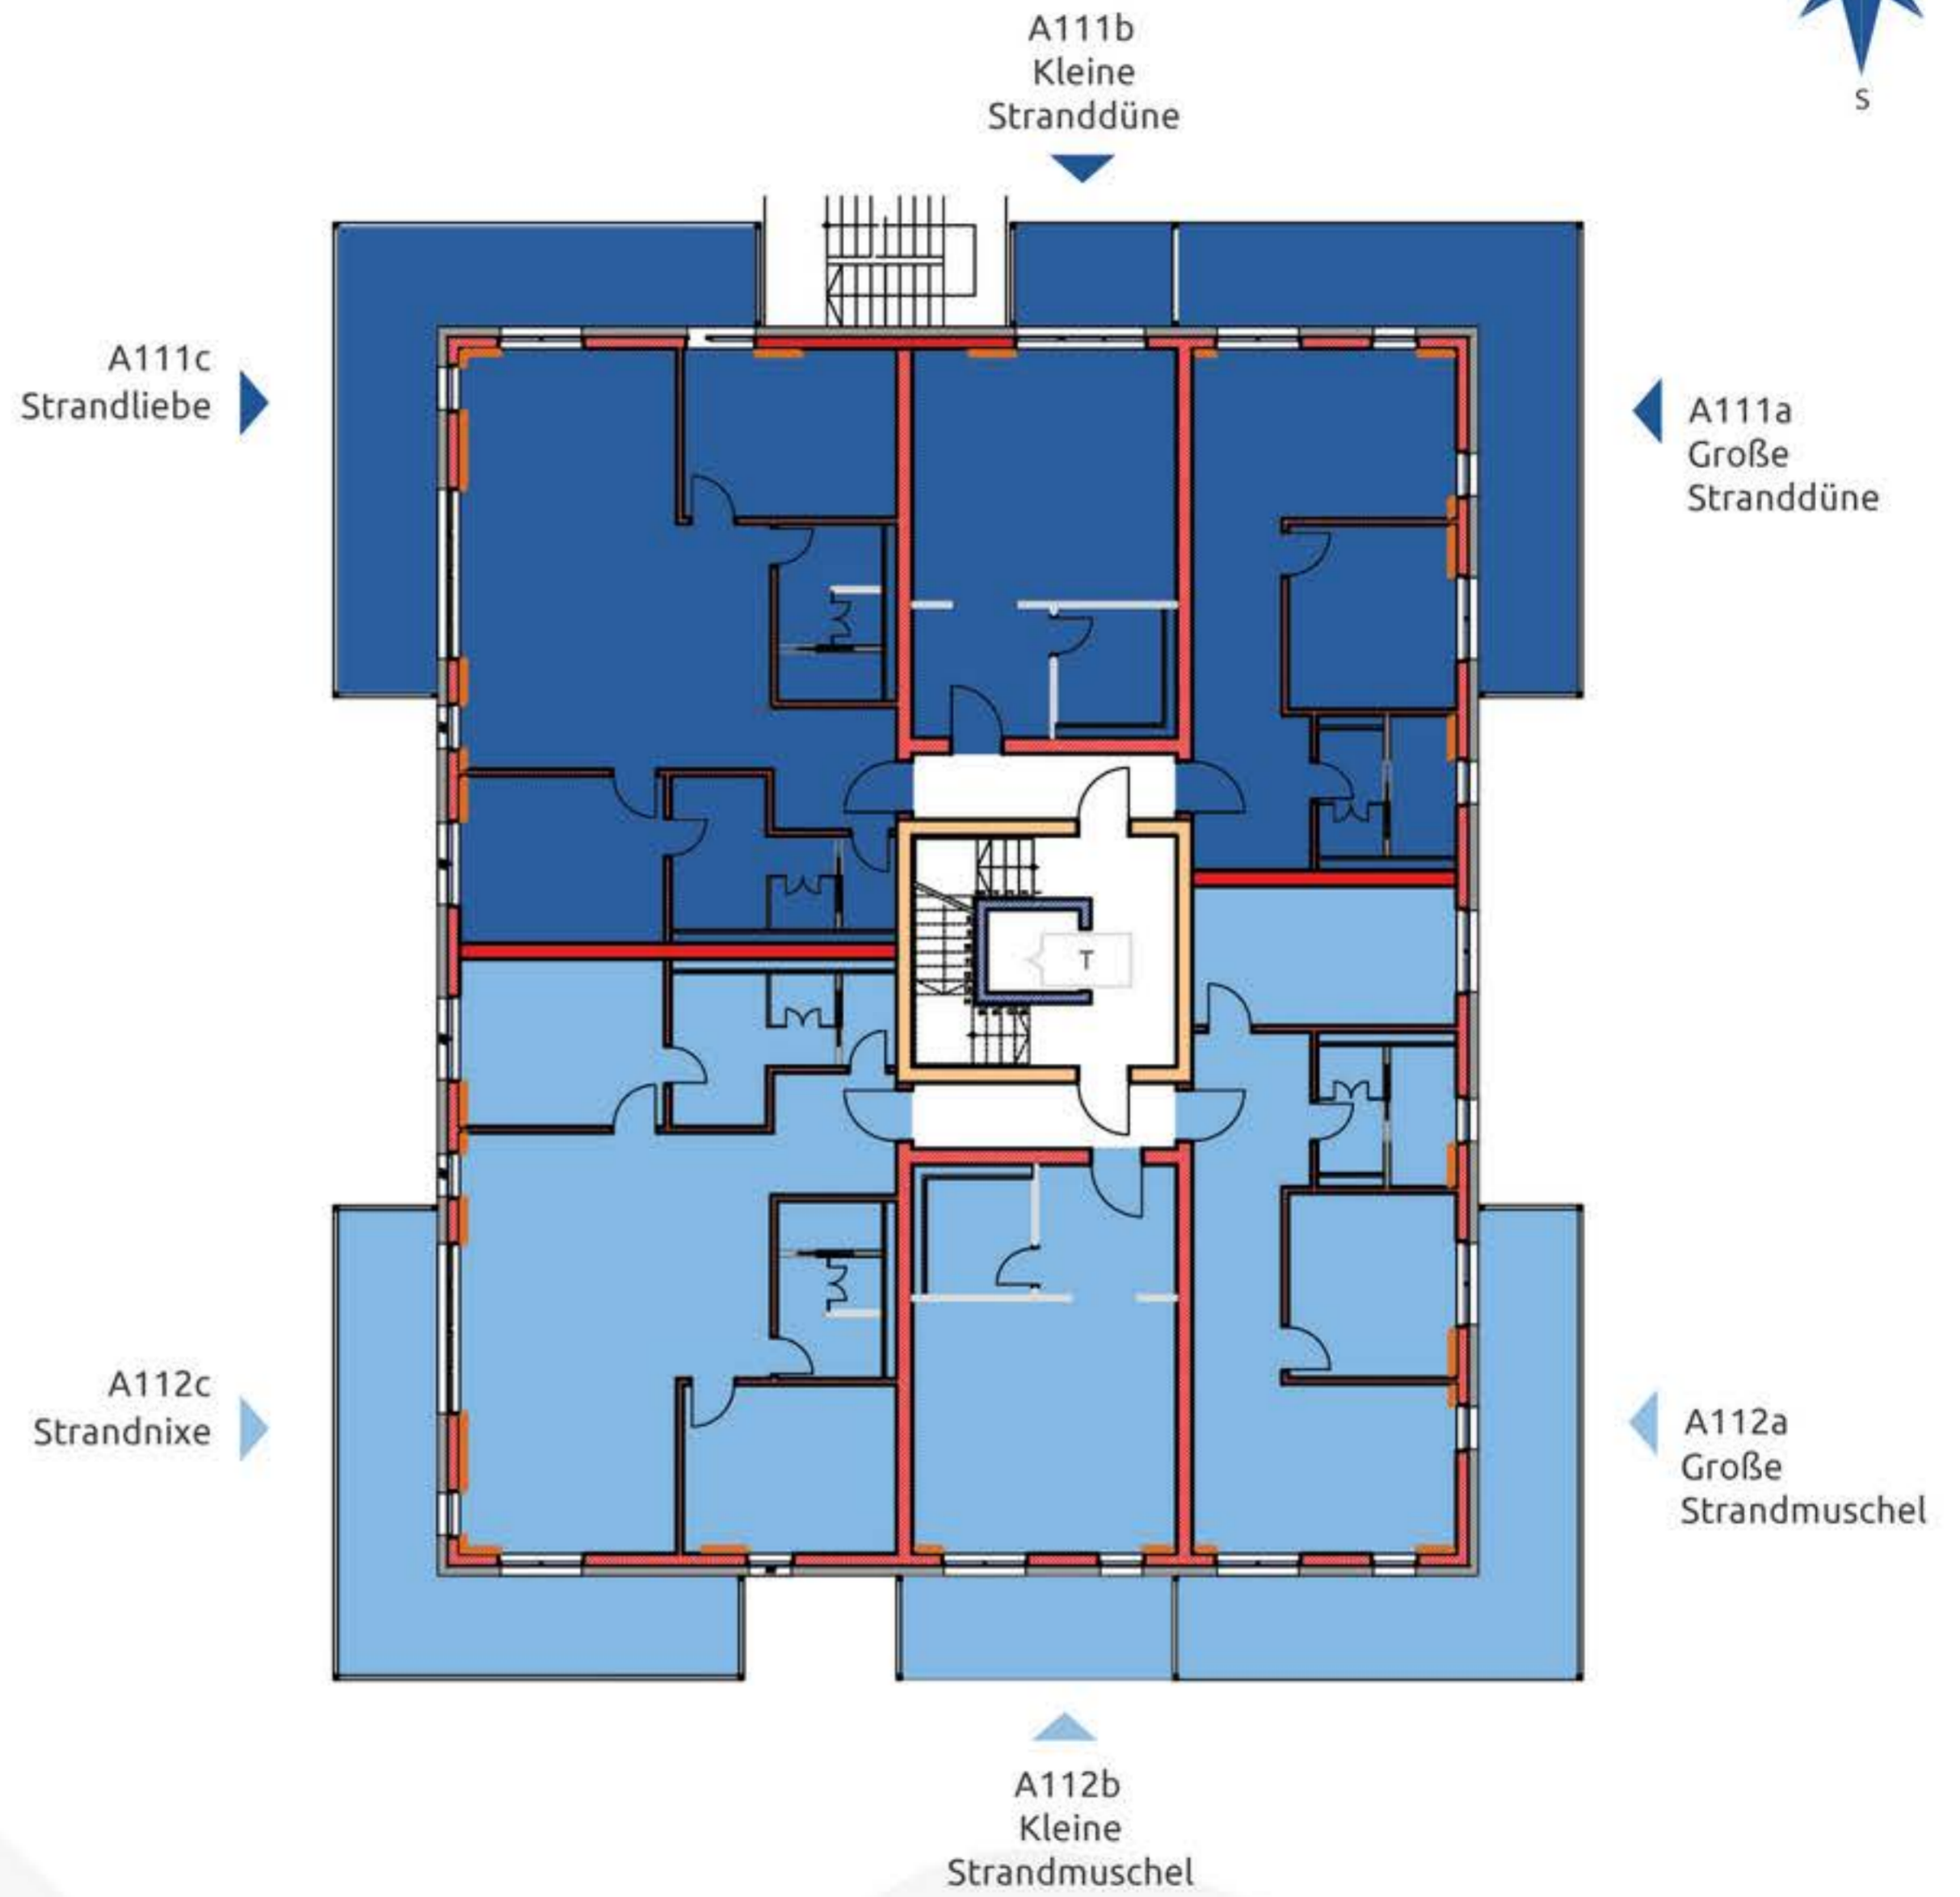 A111b
Kleine
Stranddüne
S
A111c
Strandliebe
A111a
Große
Stranddüne
T
A112c
Strandnixe
A112a
Große
Strandmuschel
A112b
Kleine
Strandmuschel